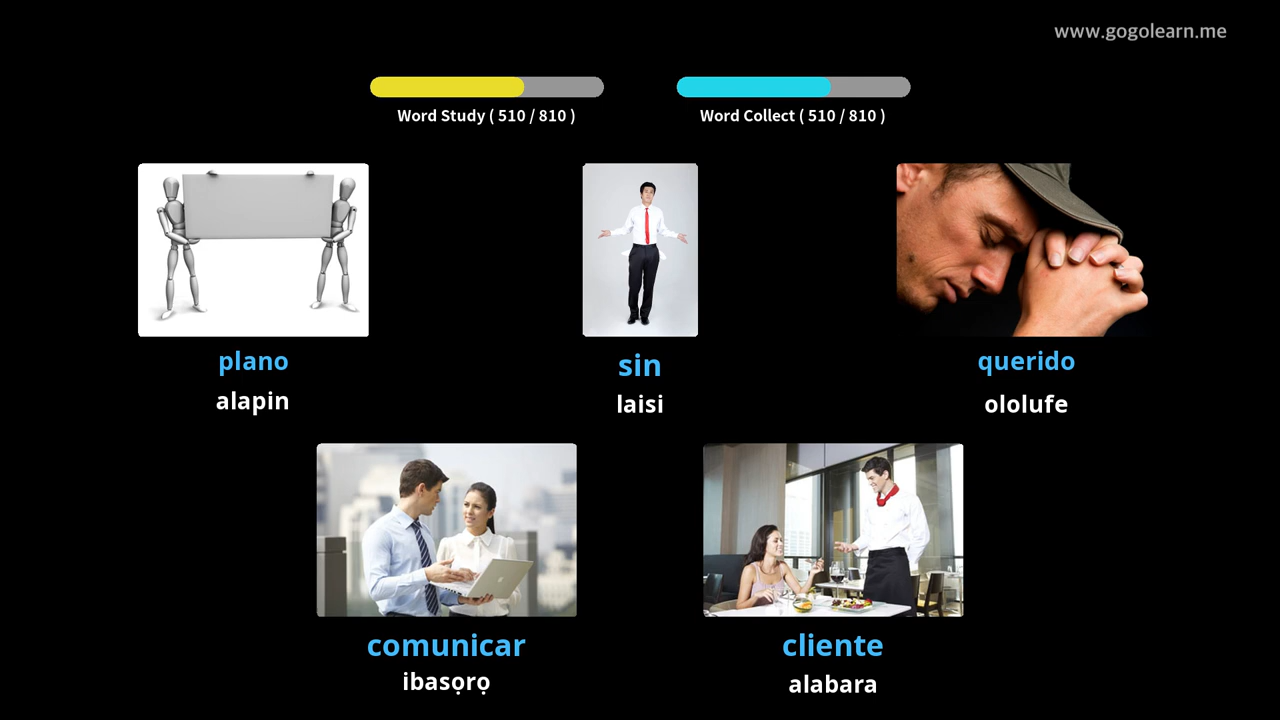 www.gogolearn.me
Word Study ( 510 / 810 )
Word Collect ( 510 / 810 )
plano
alapin
sin
laisi
querido
ololufe
comunicar
ibasọrọ
cliente
alabara